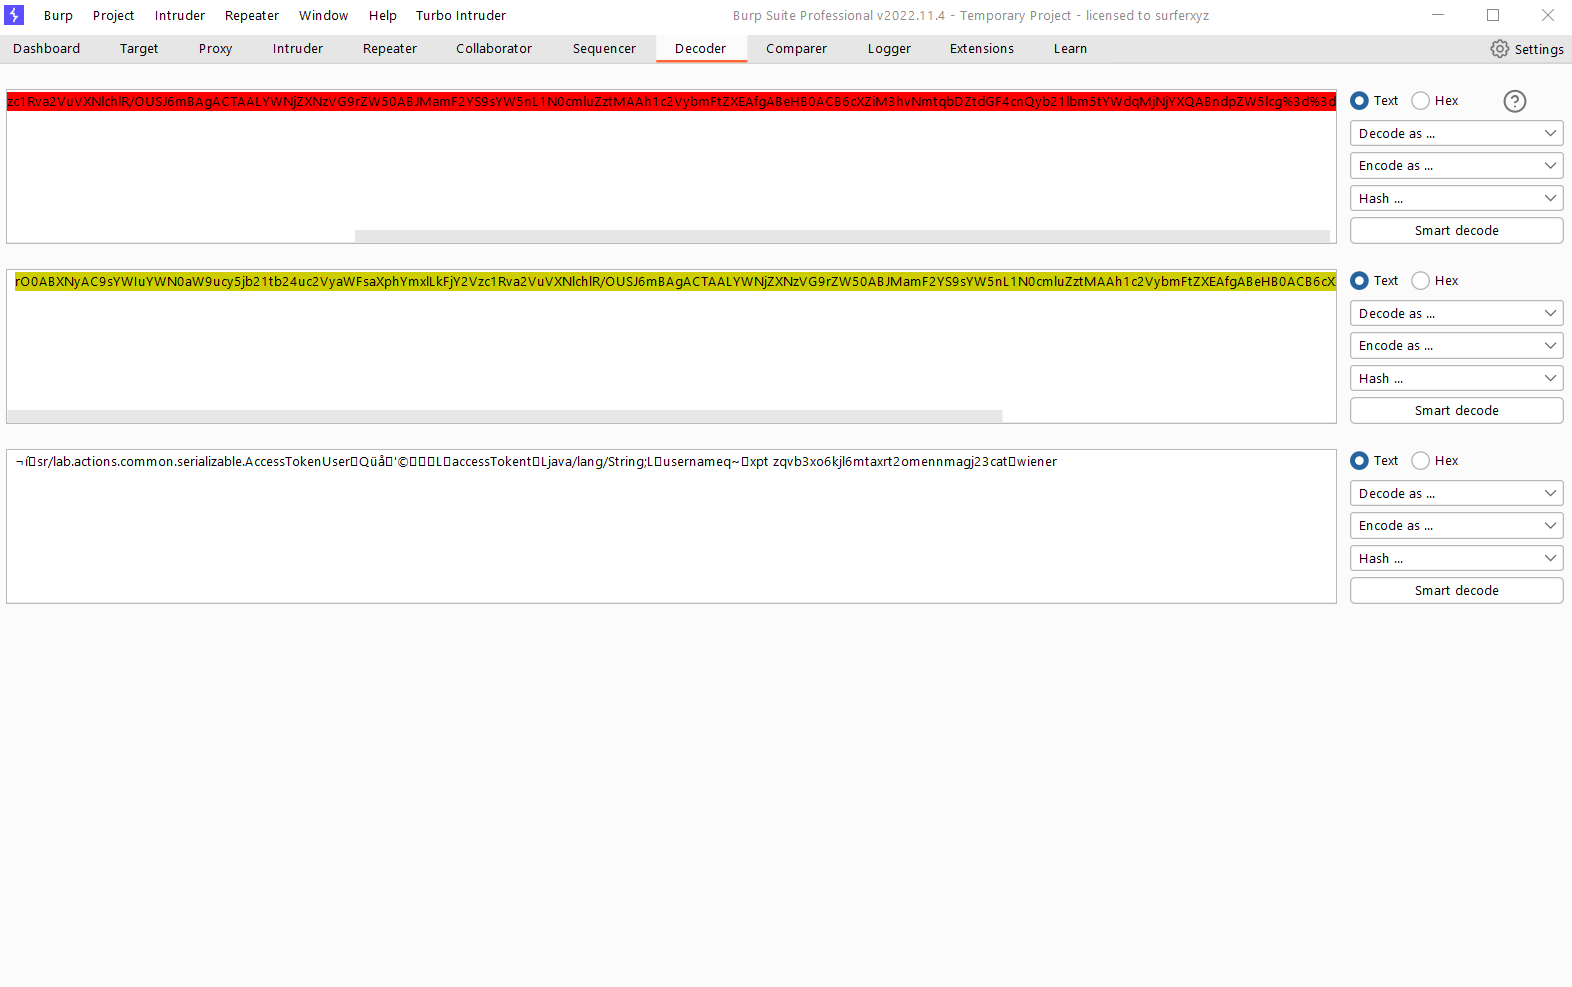 Burp Project Intruder Repeater Window Help Turbo Intruder Burp Suite Professional v2022.11.4 - Temporary Project - licensed to surferxyz
Dashboard Target Proxy Intruder Repeater Collaborator Sequencer Decoder Comparer Logger Extensions Learn Settings
zc1Rva2VuVXNlchlR/OUSJ6mBAgACTAALYWNjZXNzVG9rZW50ABJMamF2YS9sYW5nL1N0cmluZztMAAh1c2VybmFtZXEAfgABeHB0ACB6cXZiM3hvNmtqbDZtdGF4cnQyb21lbm5tYWdqMjNjYXQABndpZW5lcg%3d%3d
Text Hex ?
Decode as ...
Encode as ...
Hash ...
Smart decode
rO0ABXNyAC9sYWIuYWN0aW9ucy5jb21tb24uc2VyaWFsaXphYmxlLkFjY2Vzc1Rva2VuVXNlchlR/OUSJ6mBAgACTAALYWNjZXNzVG9rZW50ABJMamF2YS9sYW5nL1N0cmluZztMAAh1c2VybmFtZXEAfgABeHB0ACB6cX
Text Hex
Decode as ...
Encode as ...
Hash ...
Smart decode
¬í▯sr/lab.actions.common.serializable.AccessTokenUser▯Qüå▯'©▯▯▯L▯accessTokent▯Ljava/lang/String;L▯usernameq~▯xpt zqvb3xo6kjl6mtaxrt2omennmagj23cat▯wiener
Text Hex
Decode as ...
Encode as ...
Hash ...
Smart decode